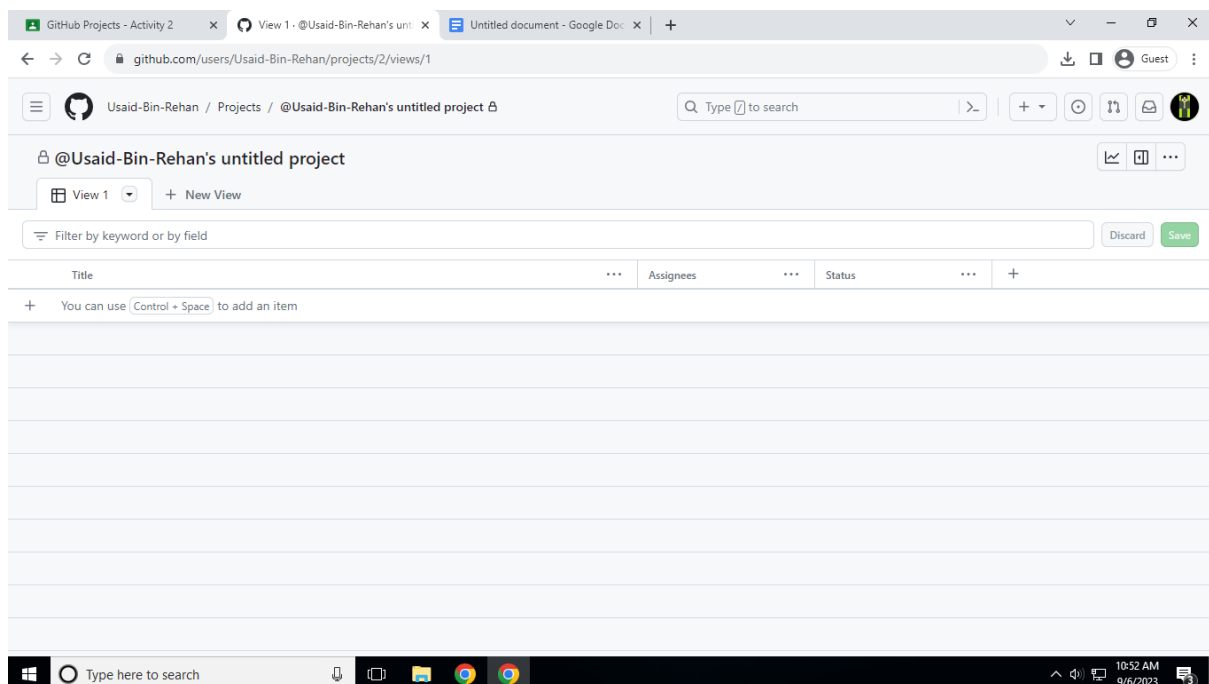 GitHub Projects - Activity 2
View 1 · @Usaid-Bin-Rehan's unt
Untitled document - Google Doc
github.com/users/Usaid-Bin-Rehan/projects/2/views/1
Guest
Usaid-Bin-Rehan / Projects / @Usaid-Bin-Rehan's untitled project
Type / to search
@Usaid-Bin-Rehan's untitled project
View 1
+ New View
Filter by keyword or by field
Discard
Save
Title
Assignees
Status
You can use Control + Space to add an item
Type here to search
10:52 AM
9/6/2023
3